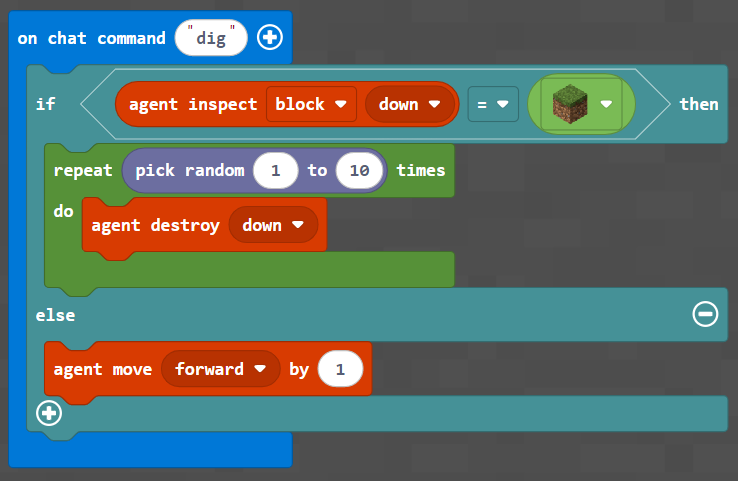 on chat command "dig"
if agent inspect block down = then
repeat pick random 1 to 10 times
do
agent destroy down
else
agent move forward by 1